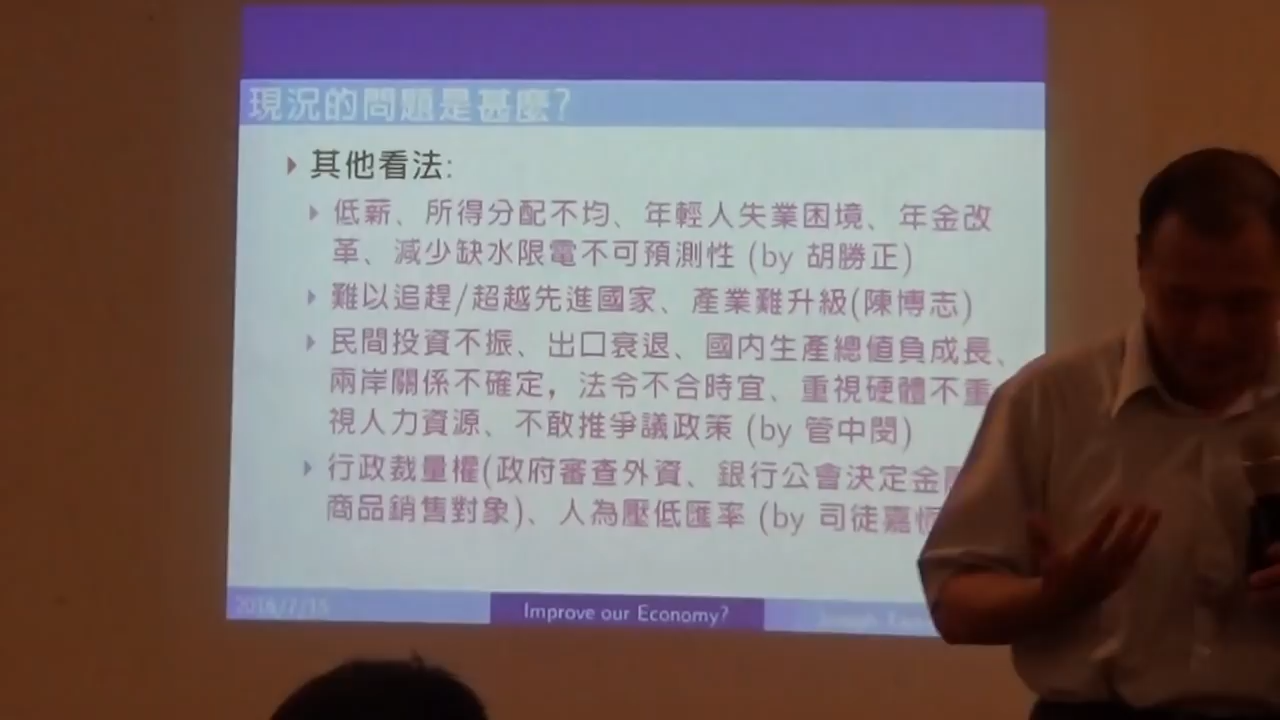 現況的問題是甚麼?
其他看法:
低薪、所得分配不均、年輕人失業困境、年金改
革、減少缺水限電不可預測性 (by 胡勝正)
難以追趕/超越先進國家、產業難升級(陳博志)
民間投資不振、出口衰退、國內生產總值負成長、
兩岸關係不確定，法令不合時宜、重視硬體不重
視人力資源、不敢推爭議政策 (by 管中閔)
行政裁量權(政府審查外資、銀行公會決定金
商品銷售對象)、人為壓低匯率 (by 司徒嘉恆
2016/7/15
Improve our Economy?
Joseph